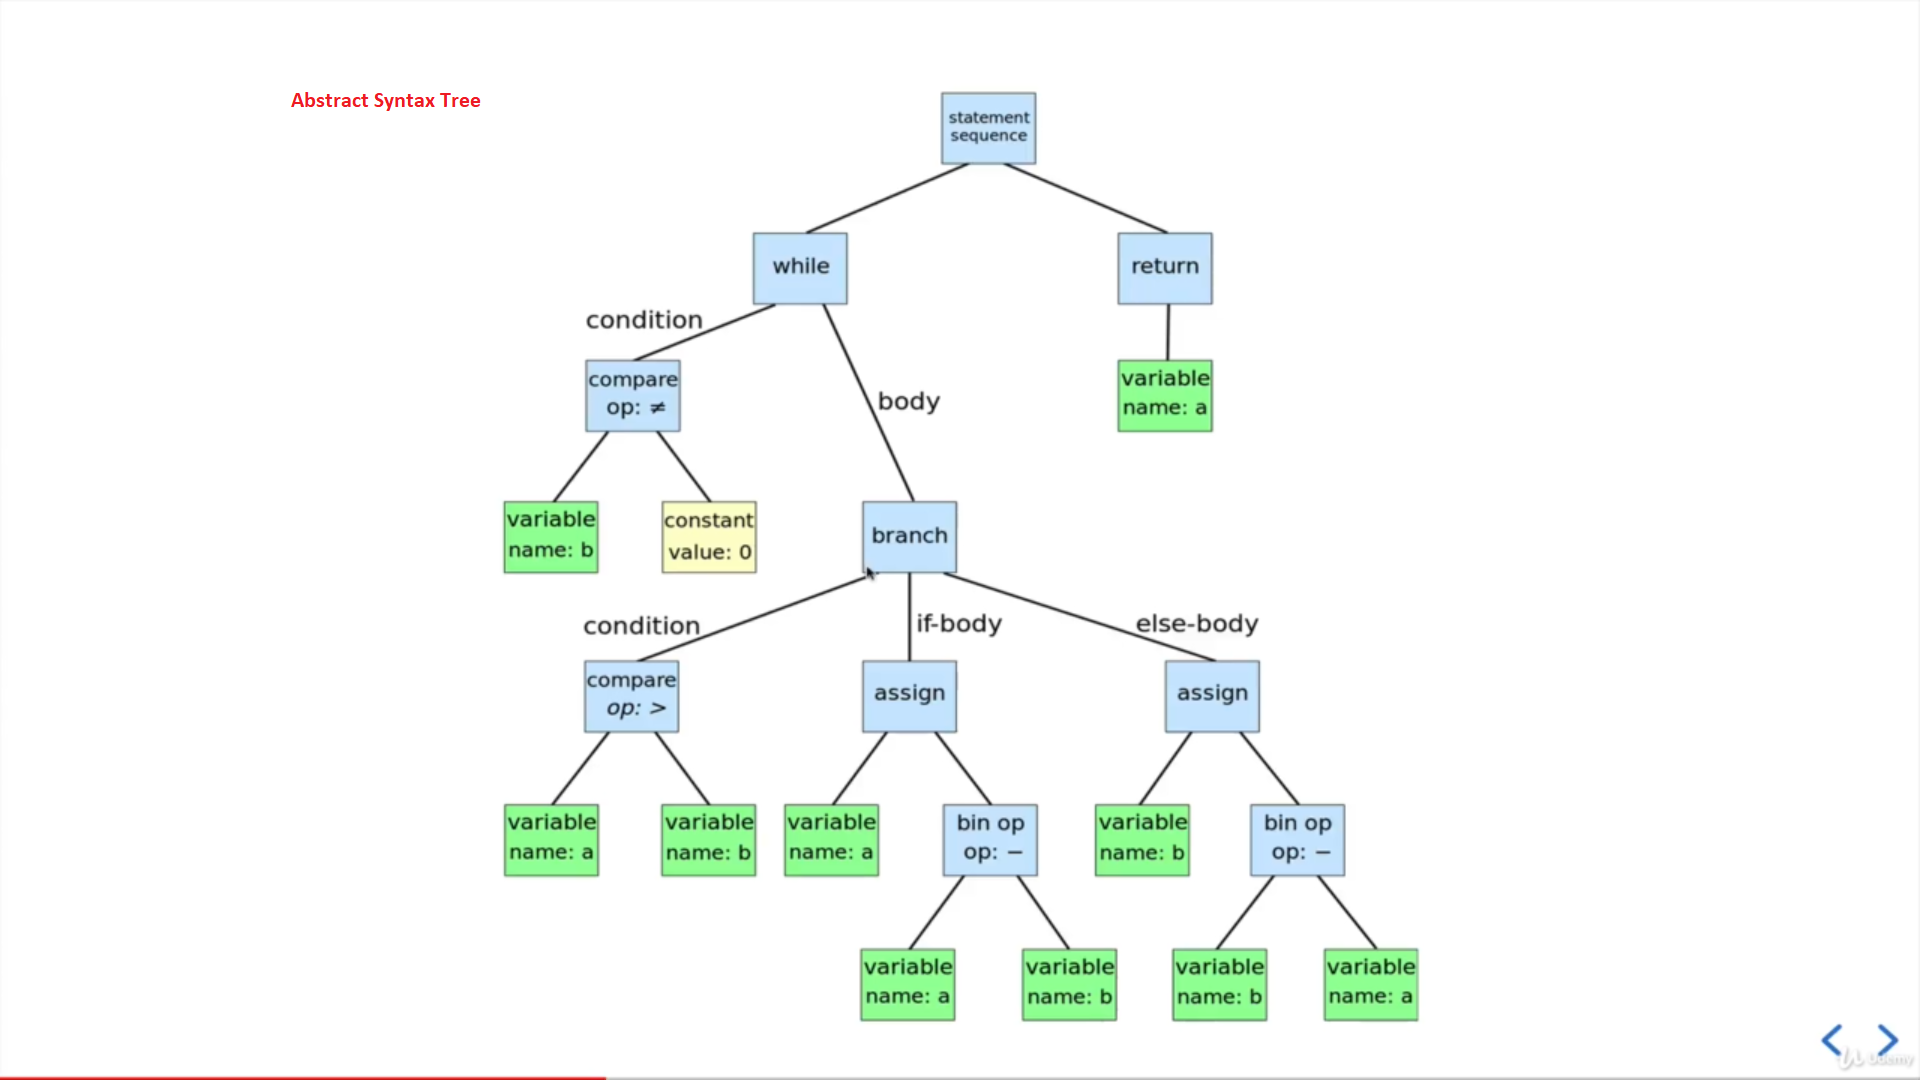 Abstract Syntax Tree
statement
sequence
while
return
condition
compare
op: ≠
body
variable
name: a
variable
name: b
constant
value: 0
branch
condition
if-body
else-body
compare
op: >
assign
assign
variable
name: a
variable
name: b
variable
name: a
bin op
op: −
variable
name: b
bin op
op: −
variable
name: a
variable
name: b
variable
name: b
variable
name: a
Udemy